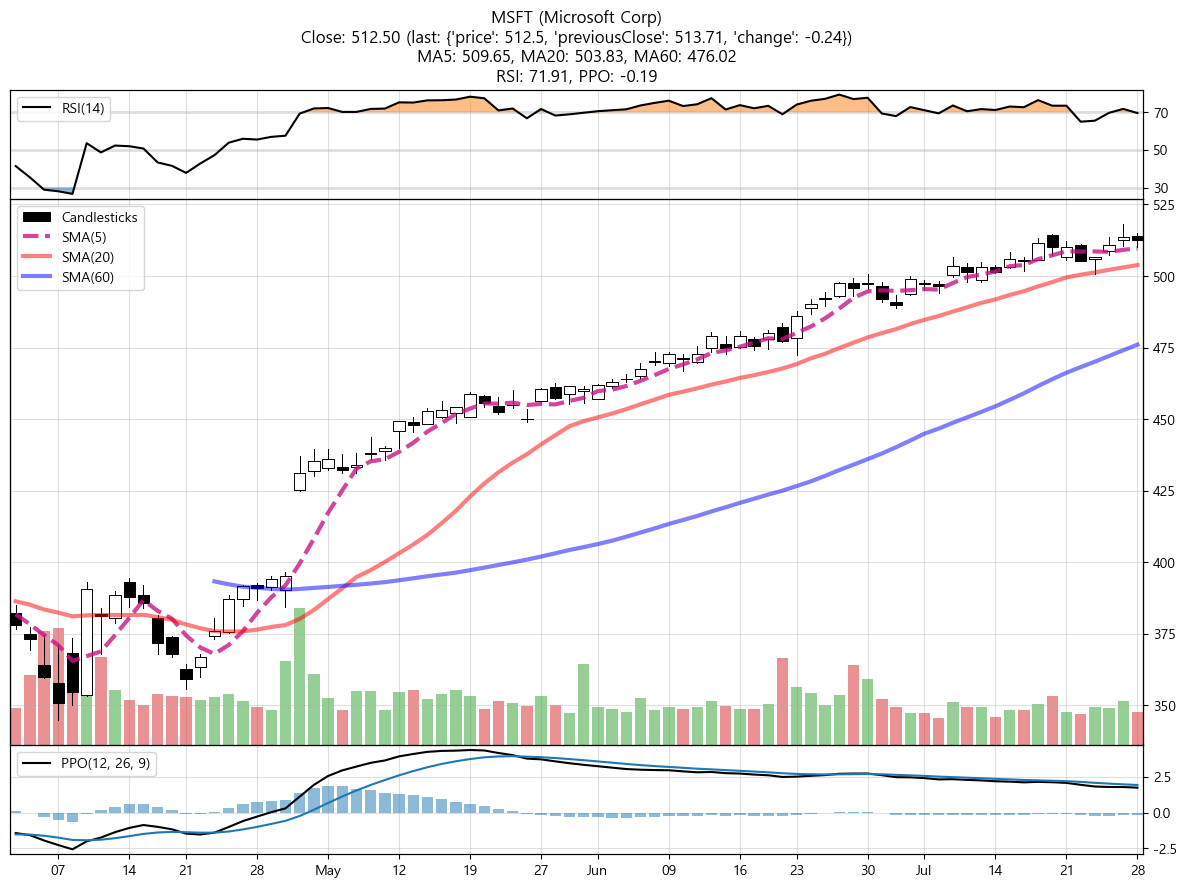 MSFT (Microsoft Corp)
Close: 512.50 (last: {'price': 512.5, 'previousClose': 513.71, 'change': -0.24})
MA5: 509.65, MA20: 503.83, MA60: 476.02
RSI: 71.91, PPO: -0.19
RSI(14)
70
50
30
Candlesticks
SMA(5)
SMA(20)
SMA(60)
525
500
475
450
425
400
375
350
PPO(12, 26, 9)
2.5
0.0
-2.5
07 14 21 28 May 12 19 27 Jun 09 16 23 30 Jul 14 21 28